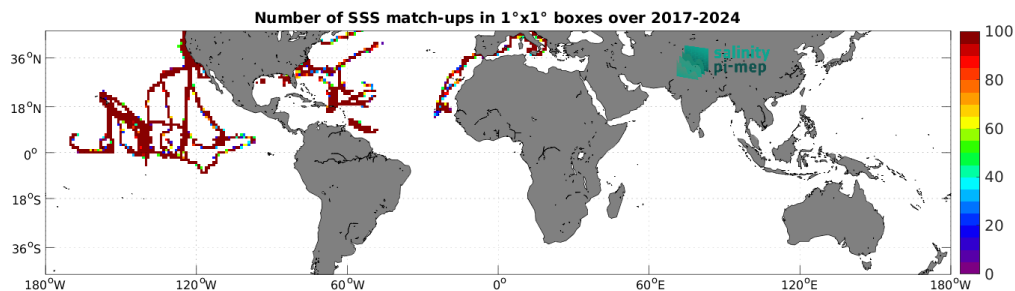 Number of SSS match-ups in 1°x1° boxes over 2017-2024
salinity
pi-mep
36°N
18°N
0°
18°S
36°S
180°W
120°W
60°W
0°
60°E
120°E
180°W
100
80
60
40
20
0